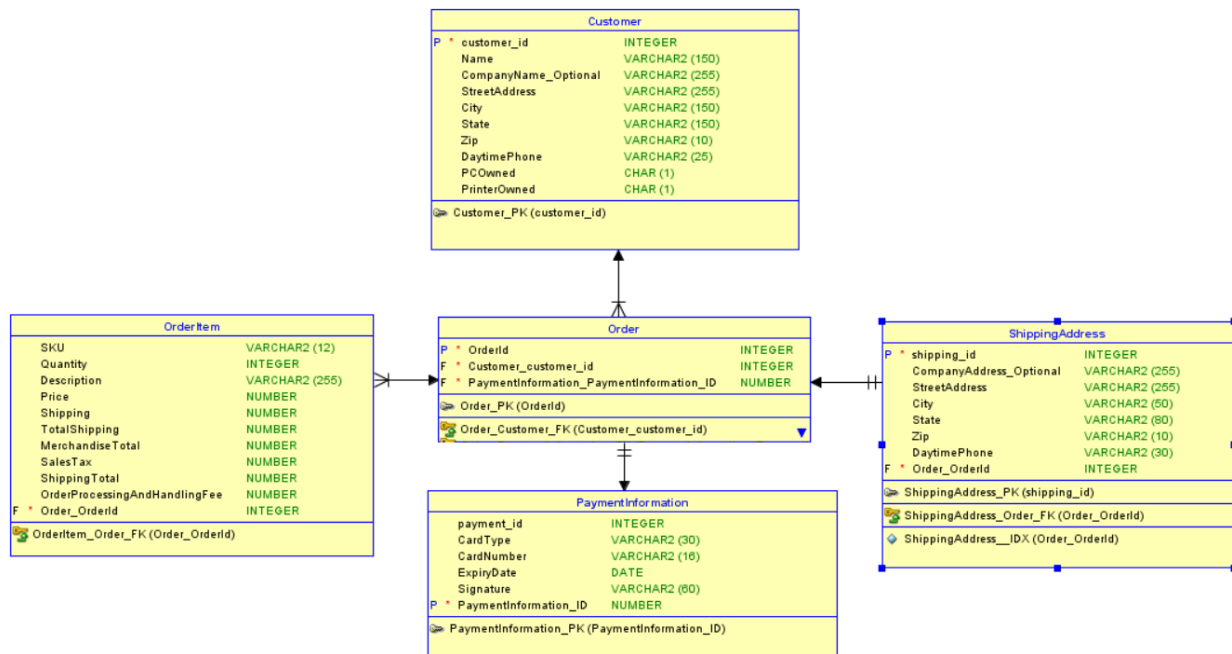 Customer
P * customer_id INTEGER
Name VARCHAR2 (150)
CompanyName_Optional VARCHAR2 (255)
StreetAddress VARCHAR2 (255)
City VARCHAR2 (150)
State VARCHAR2 (150)
Zip VARCHAR2 (10)
DaytimePhone VARCHAR2 (25)
PCOwned CHAR (1)
PrinterOwned CHAR (1)
Customer_PK (customer_id)
OrderItem
SKU VARCHAR2 (12)
Quantity INTEGER
Description VARCHAR2 (255)
Price NUMBER
Shipping NUMBER
TotalShipping NUMBER
MerchandiseTotal NUMBER
SalesTax NUMBER
ShippingTotal NUMBER
OrderProcessingAndHandlingFee NUMBER
F * Order_OrderId INTEGER
OrderItem_Order_FK (Order_OrderId)
Order
P * OrderId INTEGER
F * Customer_customer_id INTEGER
F * PaymentInformation_PaymentInformation_ID NUMBER
Order_PK (OrderId)
Order_Customer_FK (Customer_customer_id)
ShippingAddress
P * shipping_id INTEGER
CompanyAddress_Optional VARCHAR2 (255)
StreetAddress VARCHAR2 (255)
City VARCHAR2 (50)
State VARCHAR2 (80)
Zip VARCHAR2 (10)
DaytimePhone VARCHAR2 (30)
F * Order_OrderId INTEGER
ShippingAddress_PK (shipping_id)
ShippingAddress_Order_FK (Order_OrderId)
ShippingAddress__IDX (Order_OrderId)
PaymentInformation
payment_id INTEGER
CardType VARCHAR2 (30)
CardNumber VARCHAR2 (16)
ExpiryDate DATE
Signature VARCHAR2 (60)
P * PaymentInformation_ID NUMBER
PaymentInformation_PK (PaymentInformation_ID)